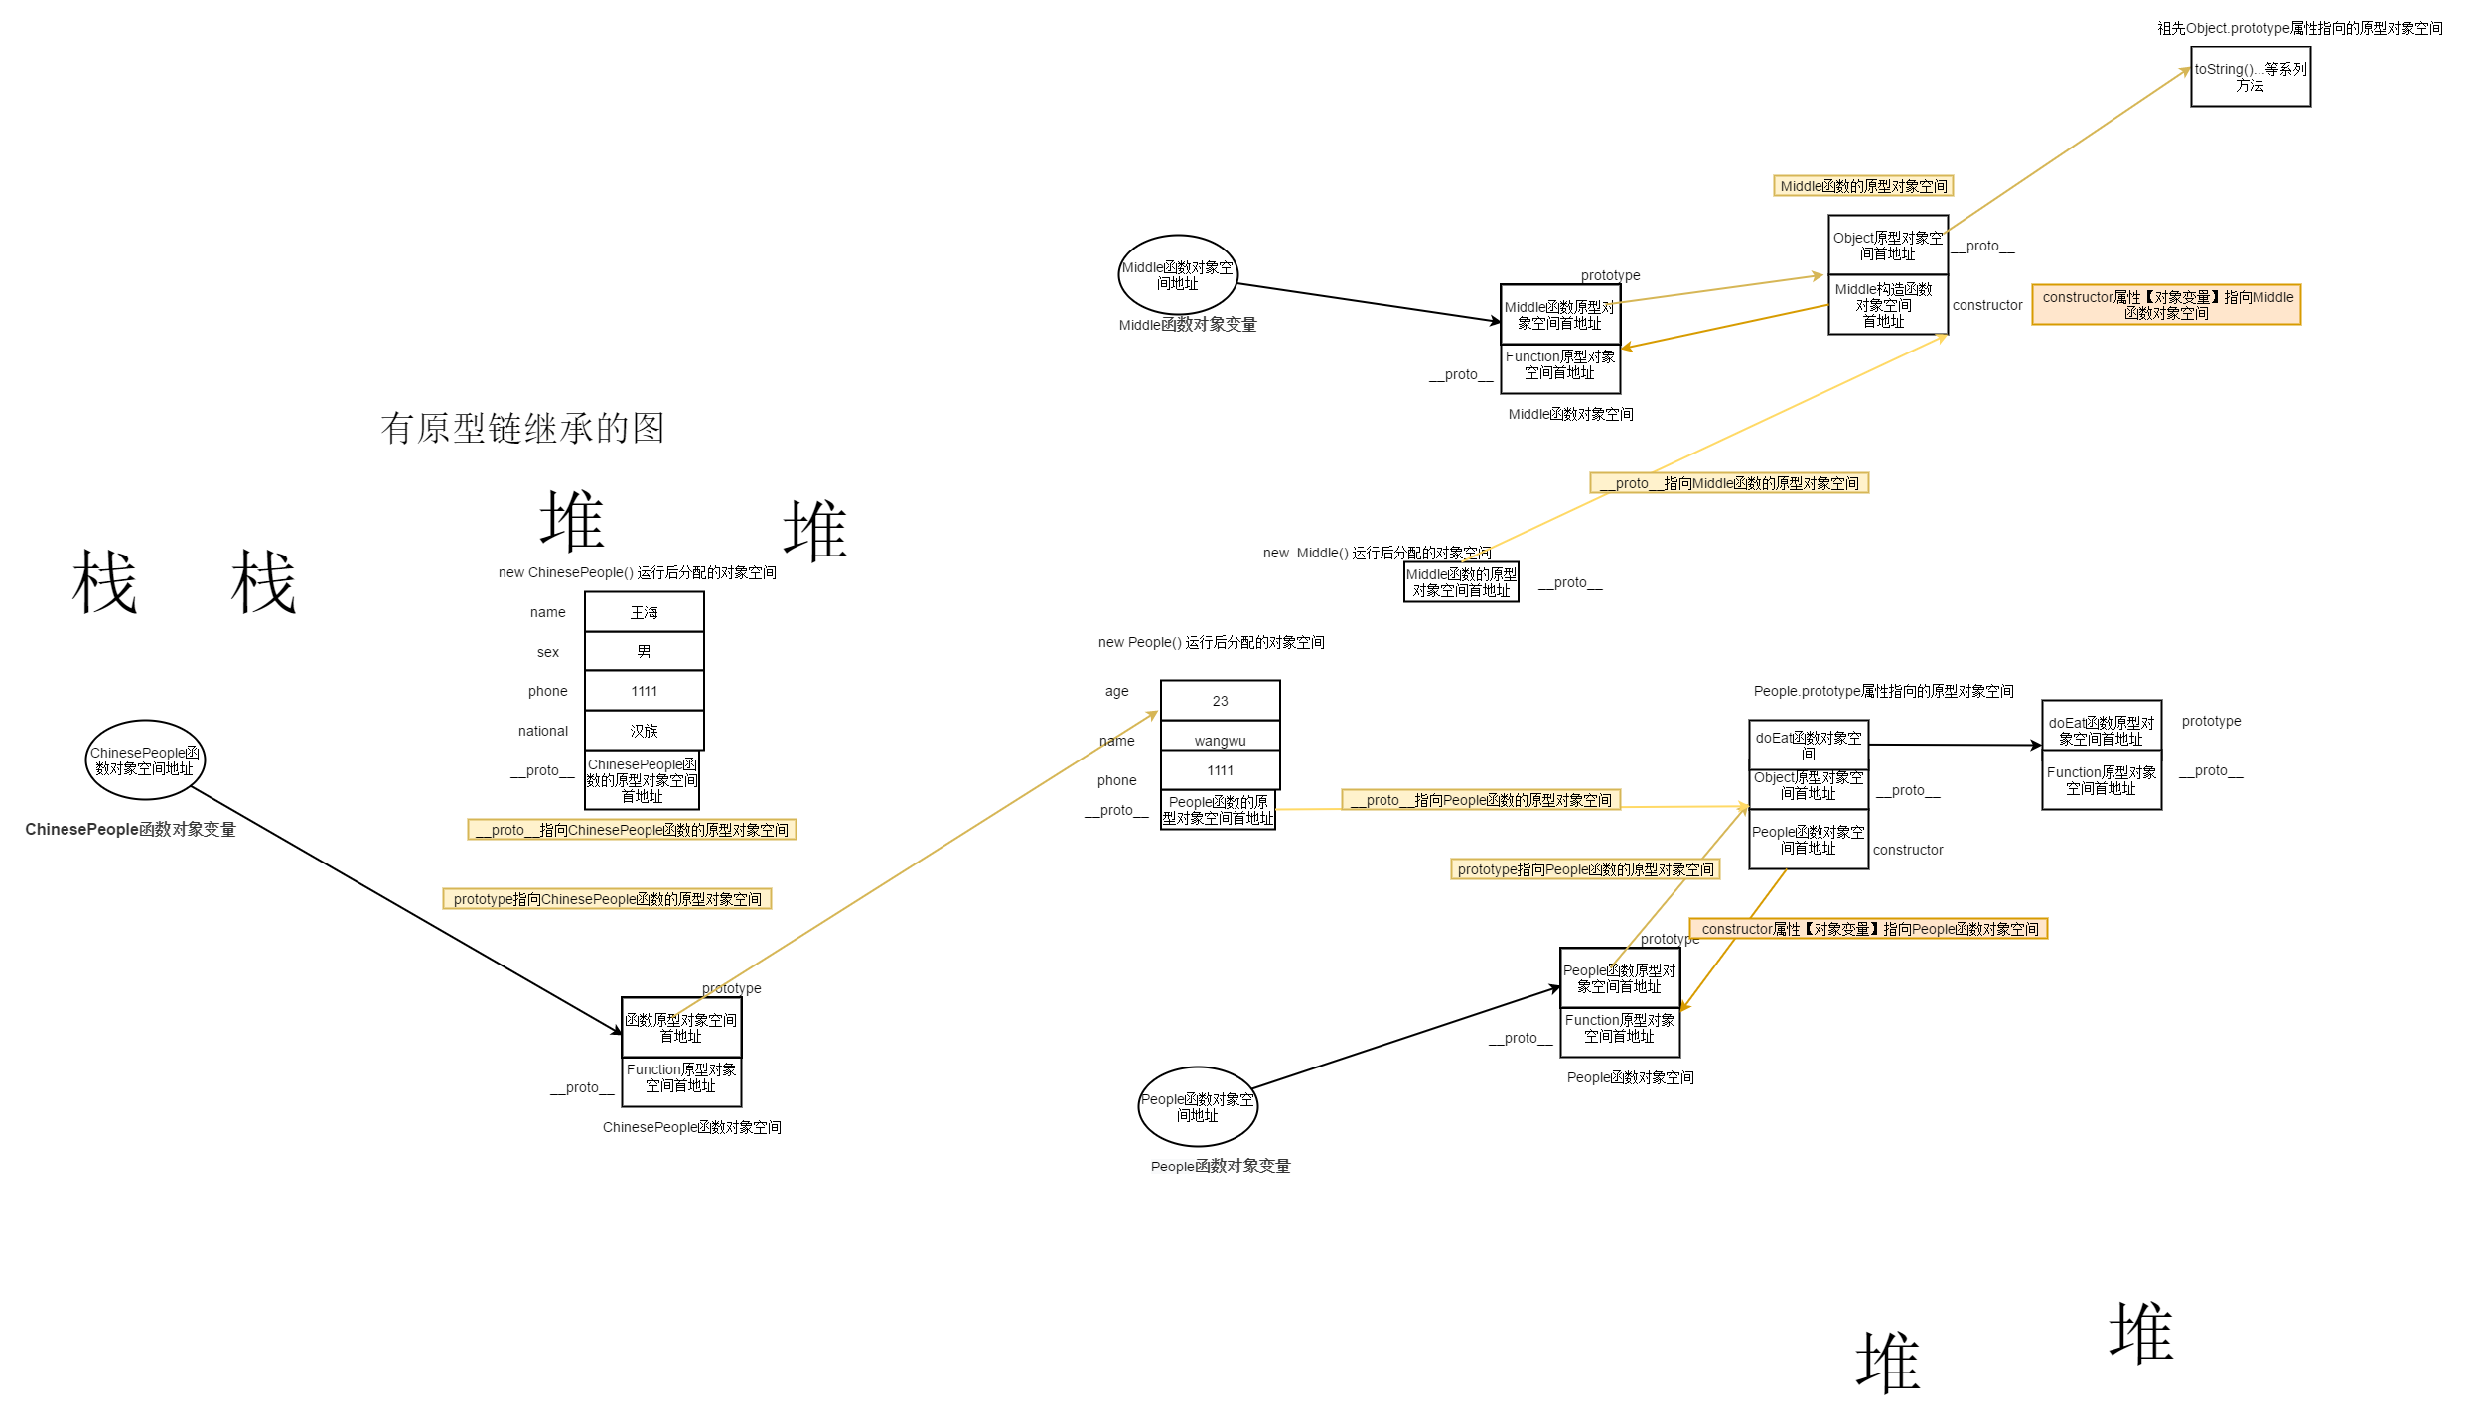 祖先Object.prototype属性指向的原型对象空间
toString()...等系列
方法
Middle函数的原型对象空间
Object原型对象空
间首地址
__proto__
Middle构造函数
对象空间
首地址
constructor
constructor属性【对象变量】指向Middle
函数对象空间
Middle函数对象空
间地址
Middle函数对象变量
prototype
Middle函数原型对
象空间首地址
Function原型对象
空间首地址
__proto__
Middle函数对象空间
有原型链继承的图
__proto__指向Middle函数的原型对象空间
new Middle() 运行后分配的对象空间
Middle函数的原型
对象空间首地址
__proto__
栈
栈
堆
堆
new ChinesePeople() 运行后分配的对象空间
name
王海
sex
男
phone
1111
national
汉族
__proto__
ChinesePeople函
数的原型对象空间
首地址
__proto__指向ChinesePeople函数的原型对象空间
ChinesePeople函
数对象空间地址
ChinesePeople函数对象变量
prototype指向ChinesePeople函数的原型对象空间
prototype
函数原型对象空间
首地址
Function原型对象
空间首地址
__proto__
ChinesePeople函数对象空间
new People() 运行后分配的对象空间
age
23
name
wangwu
phone
1111
__proto__
People函数的原
型对象空间首地址
__proto__指向People函数的原型对象空间
People.prototype属性指向的原型对象空间
doEat函数对象空
间
Object原型对象空
间首地址
__proto__
People函数对象空
间首地址
constructor
doEat函数原型对
象空间首地址
prototype
Function原型对象
空间首地址
__proto__
prototype指向People函数的原型对象空间
constructor属性【对象变量】指向People函数对象空间
prototype
People函数原型对
象空间首地址
Function原型对象
空间首地址
__proto__
People函数对象空间
People函数对象空
间地址
People函数对象变量
堆
堆